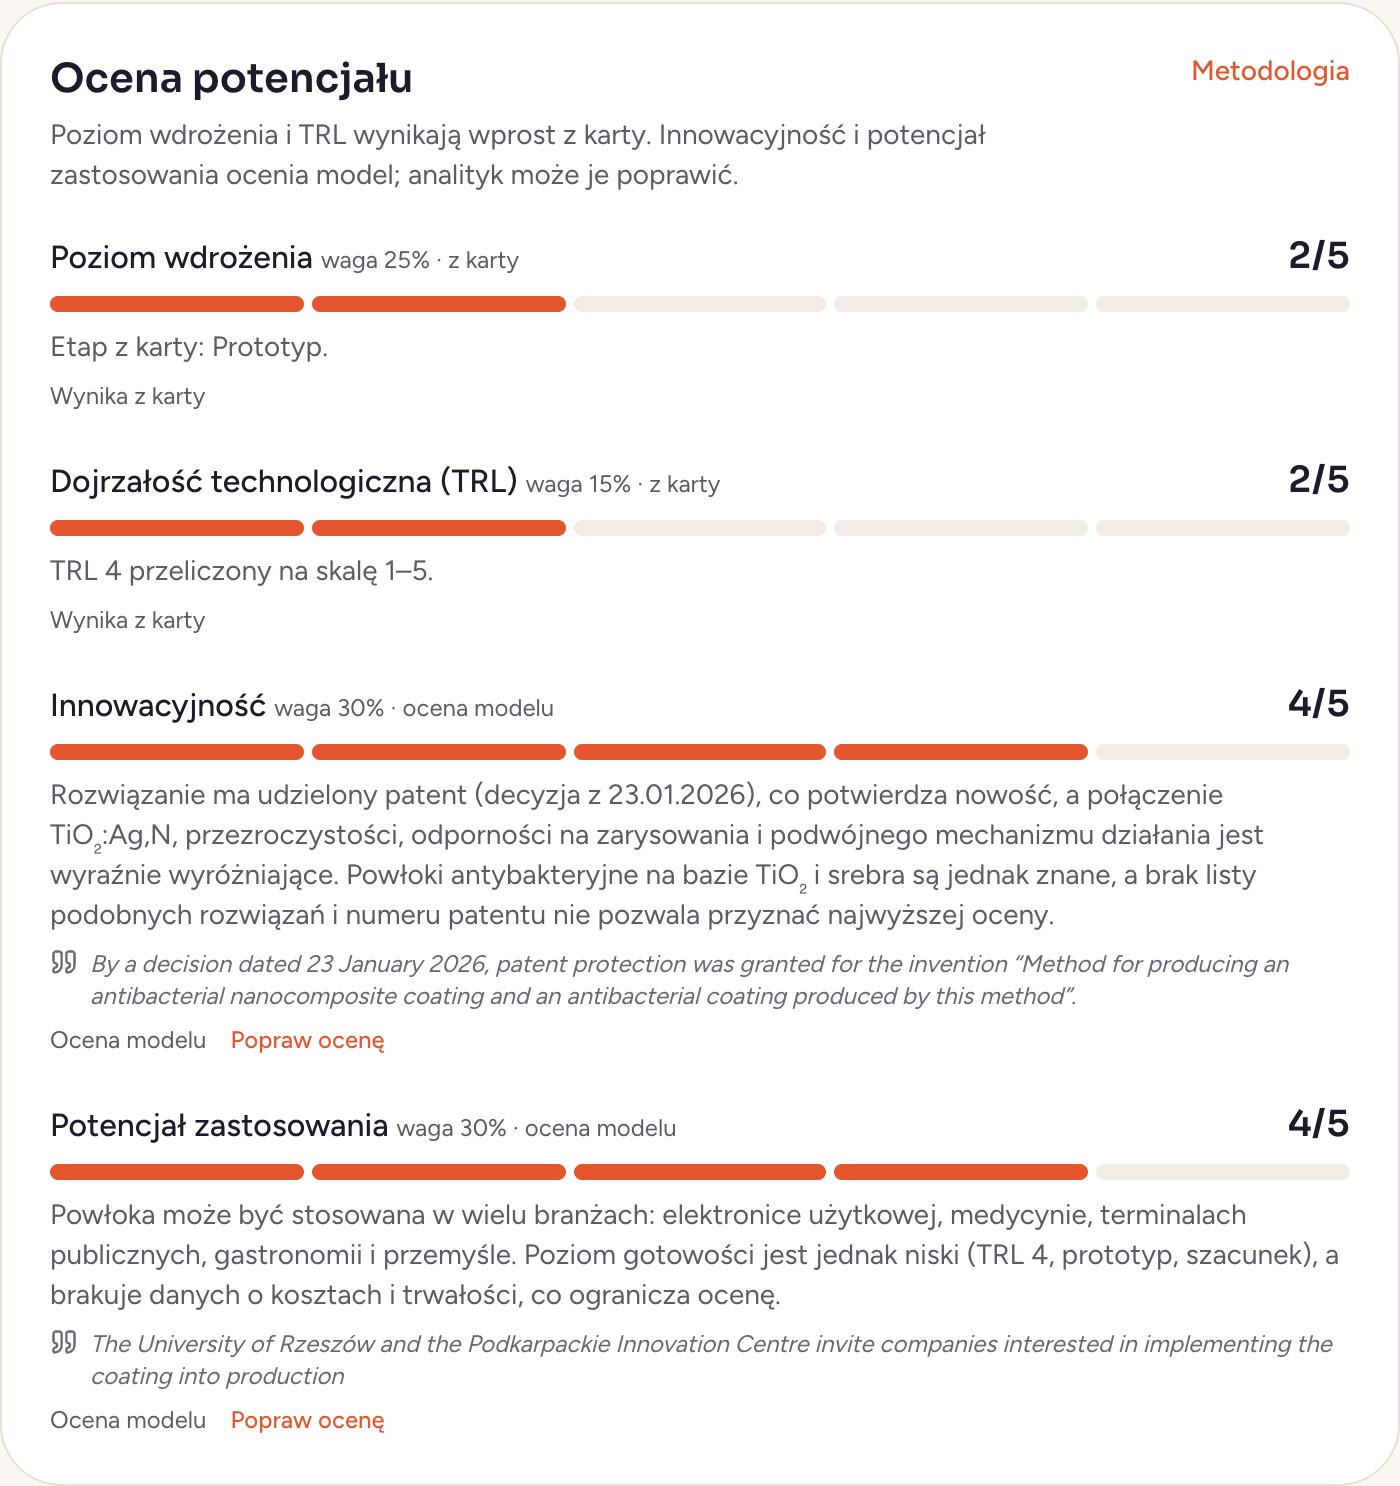 Ocena potencjału
Metodologia
Poziom wdrożenia i TRL wynikają wprost z karty. Innowacyjność i potencjał
zastosowania ocenia model; analityk może je poprawić.
Poziom wdrożenia waga 25% · z karty
2/5
Etap z karty: Prototyp.
Wynika z karty
Dojrzałość technologiczna (TRL) waga 15% · z karty
2/5
TRL 4 przeliczony na skalę 1–5.
Wynika z karty
Innowacyjność waga 30% · ocena modelu
4/5
Rozwiązanie ma udzielony patent (decyzja z 23.01.2026), co potwierdza nowość, a połączenie
TiO₂:Ag,N, przezroczystości, odporności na zarysowania i podwójnego mechanizmu działania jest
wyraźnie wyróżniające. Powłoki antybakteryjne na bazie TiO₂ i srebra są jednak znane, a brak listy
podobnych rozwiązań i numeru patentu nie pozwala przyznać najwyższej oceny.
By a decision dated 23 January 2026, patent protection was granted for the invention “Method for producing an
antibacterial nanocomposite coating and an antibacterial coating produced by this method”.
Ocena modelu Popraw ocenę
Potencjał zastosowania waga 30% · ocena modelu
4/5
Powłoka może być stosowana w wielu branżach: elektronice użytkowej, medycynie, terminalach
publicznych, gastronomii i przemyśle. Poziom gotowości jest jednak niski (TRL 4, prototyp, szacunek), a
brakuje danych o kosztach i trwałości, co ogranicza ocenę.
The University of Rzeszów and the Podkarpackie Innovation Centre invite companies interested in implementing the
coating into production
Ocena modelu Popraw ocenę